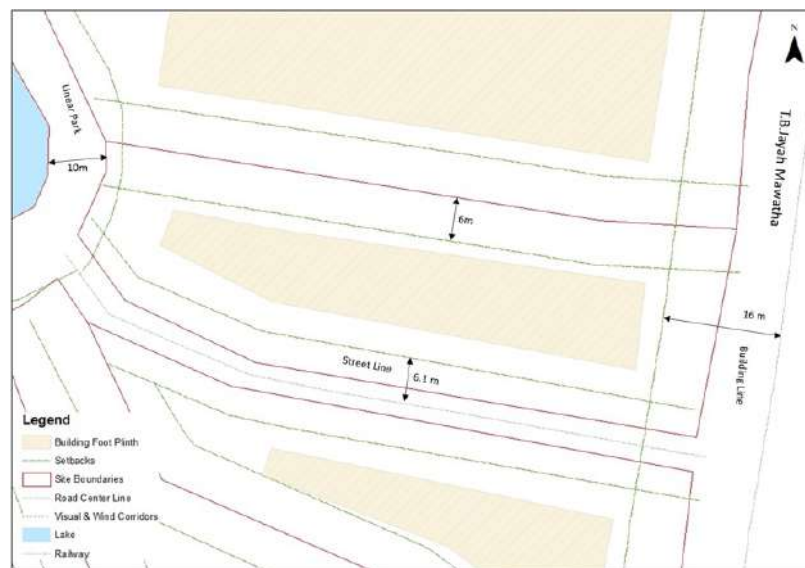 N
Linear Park
10m
T.B.Jayah Mawatha
6m
16 m
Building Line
Street Line
6.1 m
Legend
Building Foot Plinth
Setbacks
Site Boundaries
Road Center Line
Visual & Wind Corridors
Lake
Railway